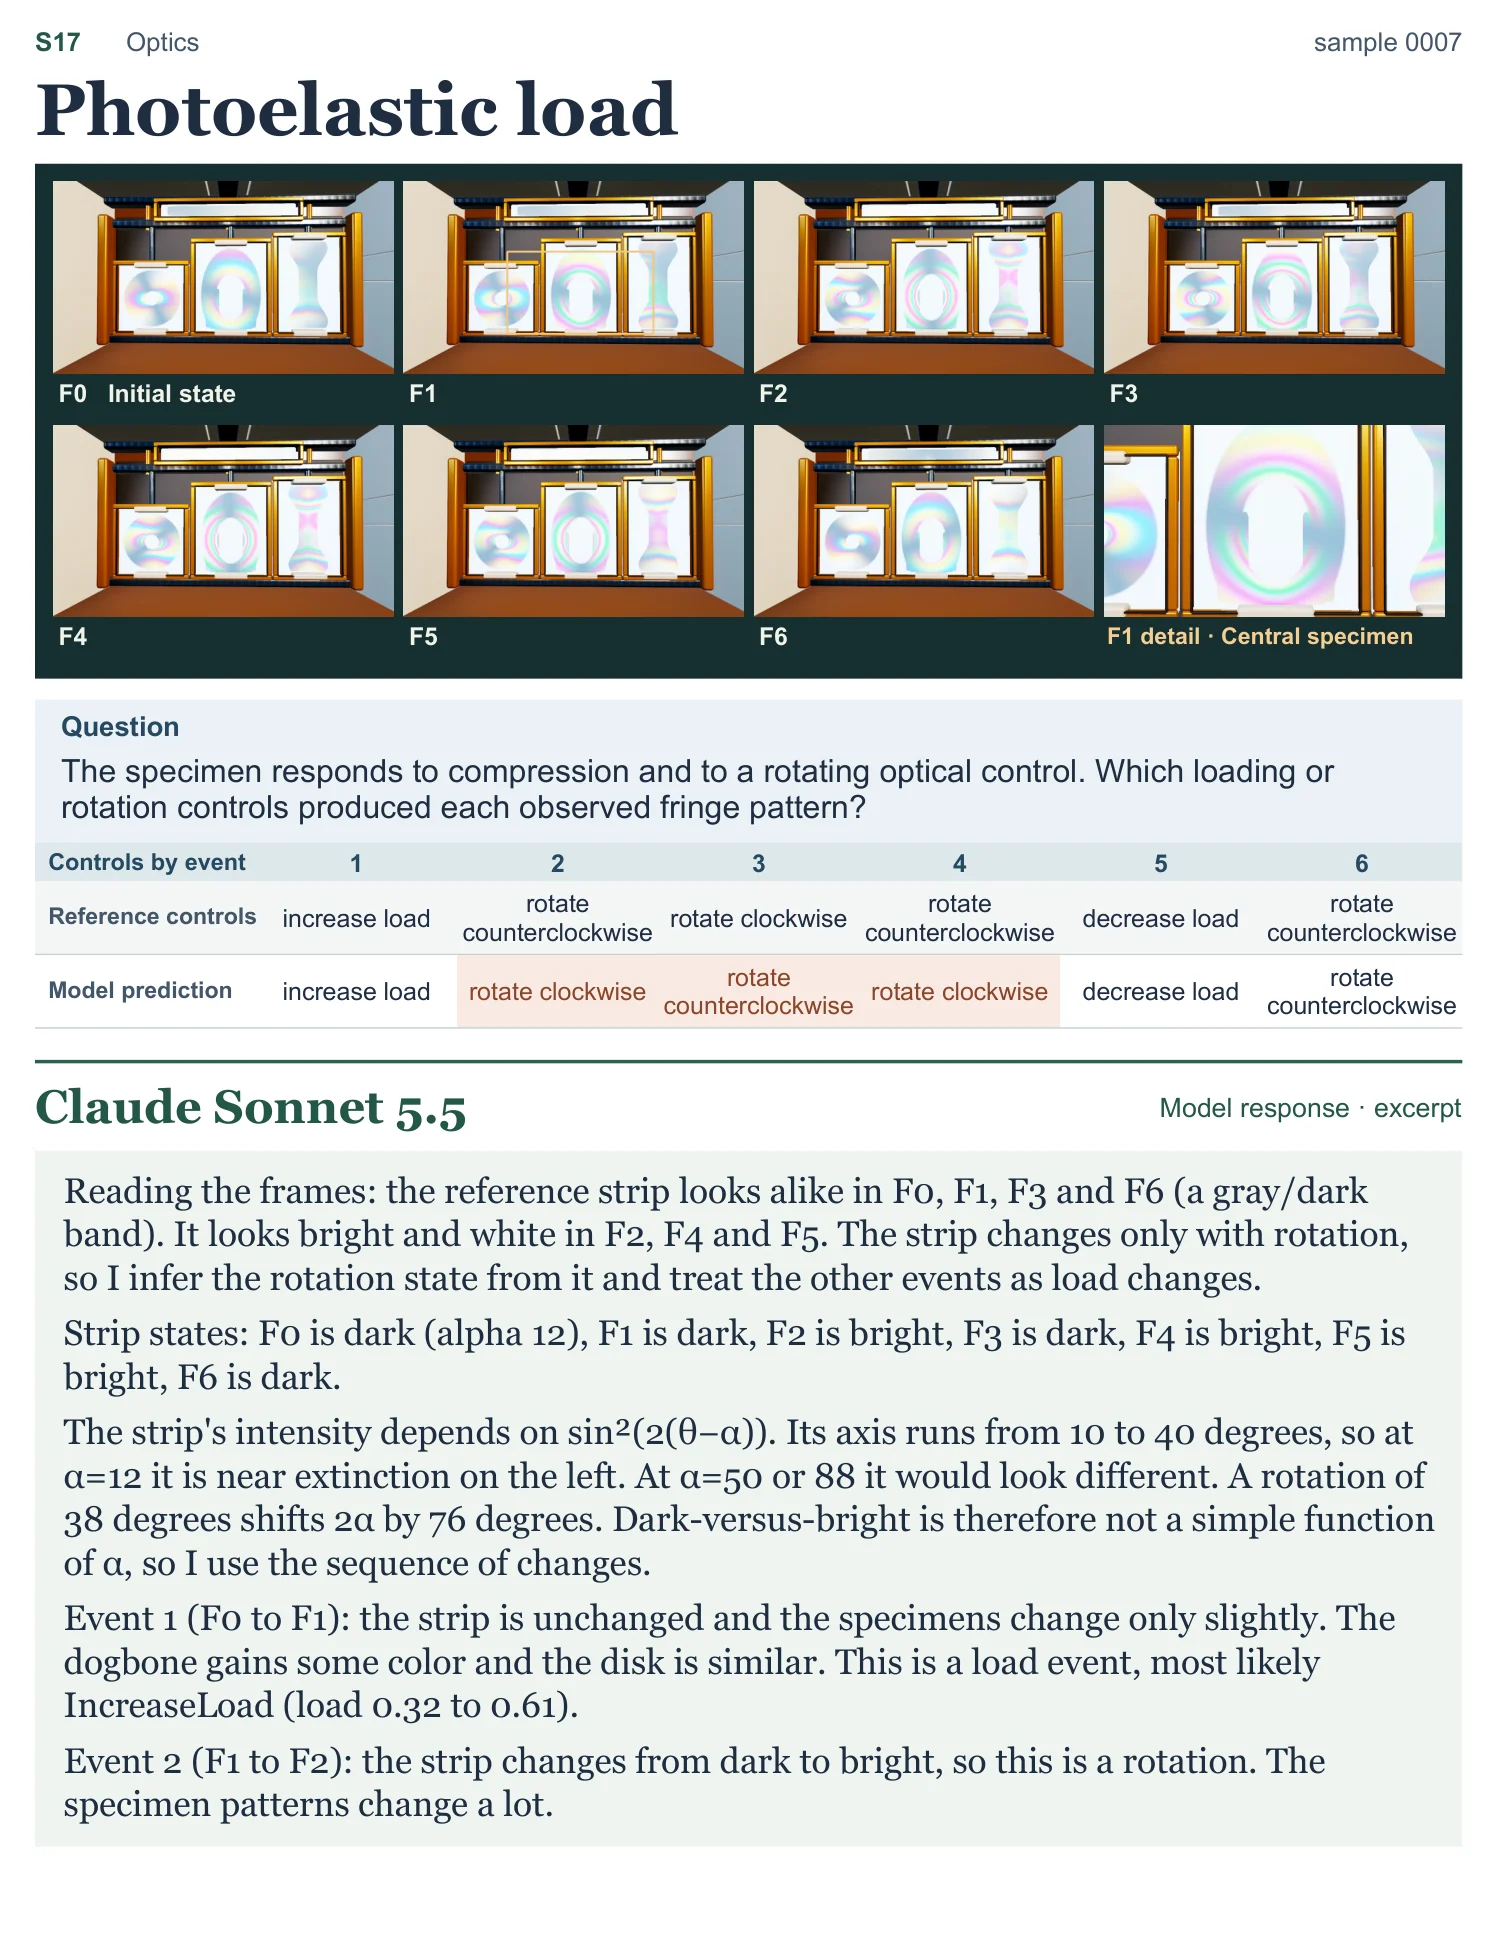 S17 Optics sample 0007
Photoelastic load
F0 Initial state F1 F2 F3
F4 F5 F6 F1 detail · Central specimen
Question
The specimen responds to compression and to a rotating optical control. Which loading or
rotation controls produced each observed fringe pattern?
Controls by event 1 2 3 4 5 6
Reference controls increase load rotate counterclockwise rotate clockwise rotate counterclockwise decrease load rotate counterclockwise
Model prediction increase load rotate clockwise rotate counterclockwise rotate clockwise decrease load rotate counterclockwise
Claude Sonnet 5.5 Model response · excerpt
Reading the frames: the reference strip looks alike in F0, F1, F3 and F6 (a gray/dark
band). It looks bright and white in F2, F4 and F5. The strip changes only with rotation,
so I infer the rotation state from it and treat the other events as load changes.
Strip states: F0 is dark (alpha 12), F1 is dark, F2 is bright, F3 is dark, F4 is bright, F5 is
bright, F6 is dark.
The strip's intensity depends on sin²(2(θ−α)). Its axis runs from 10 to 40 degrees, so at
α=12 it is near extinction on the left. At α=50 or 88 it would look different. A rotation of
38 degrees shifts 2α by 76 degrees. Dark-versus-bright is therefore not a simple function
of α, so I use the sequence of changes.
Event 1 (F0 to F1): the strip is unchanged and the specimens change only slightly. The
dogbone gains some color and the disk is similar. This is a load event, most likely
IncreaseLoad (load 0.32 to 0.61).
Event 2 (F1 to F2): the strip changes from dark to bright, so this is a rotation. The
specimen patterns change a lot.